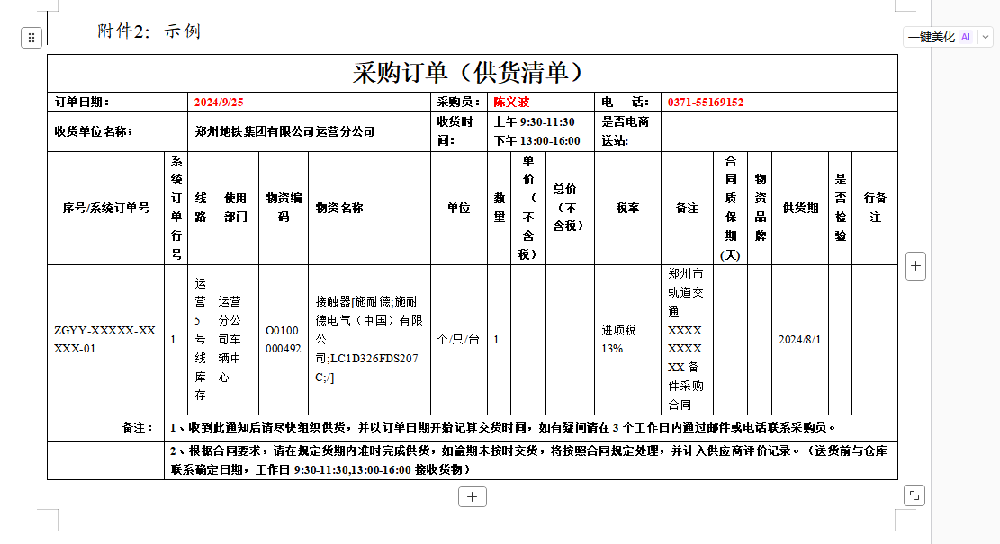 附件2：示例
一键美化 AI
采购订单（供货清单）
订单日期：
2024/9/25
采购员：
陈义波
电 话：
0371-55169152
收货单位名称；
郑州地铁集团有限公司运营分公司
收货时
间：
上午 9:30-11:30
下午 13:00-16:00
是否电商
送站:
序号/系统订单号
系
统
订
单
行
号
线
路
使用
部门
物资编
码
物资名称
单位
数
量
单
价
（
不
含
税）
总价
（不
含税）
税率
备注
合
同
质
保
期
(天)
物
资
品
牌
供货期
是
否
检
验
行备
注
ZGYY-XXXXX-XX
XXX-01
1
运
营
5
号
线
库
存
运营
分公
司车
辆中
心
O0100
000492
接触器[施耐德;施耐
德电气（中国）有限
公
司;LC1D326FDS207
C;/]
个/只/台
1
进项税
13%
郑州市
轨道交
通
XXXX
XXXX
XX 备
件采购
合同
2024/8/1
备注：
1、收到此通知后请尽快组织供货，并以订单日期开始记算交货时间，如有疑问请在 3 个工作日内通过邮件或电话联系采购员。
2、根据合同要求，请在规定货期内准时完成供货，如逾期未按时交货，将按照合同规定处理，并计入供应商评价记录。（送货前与仓库
联系确定日期，工作日 9:30-11:30,13:00-16:00 接收货物）